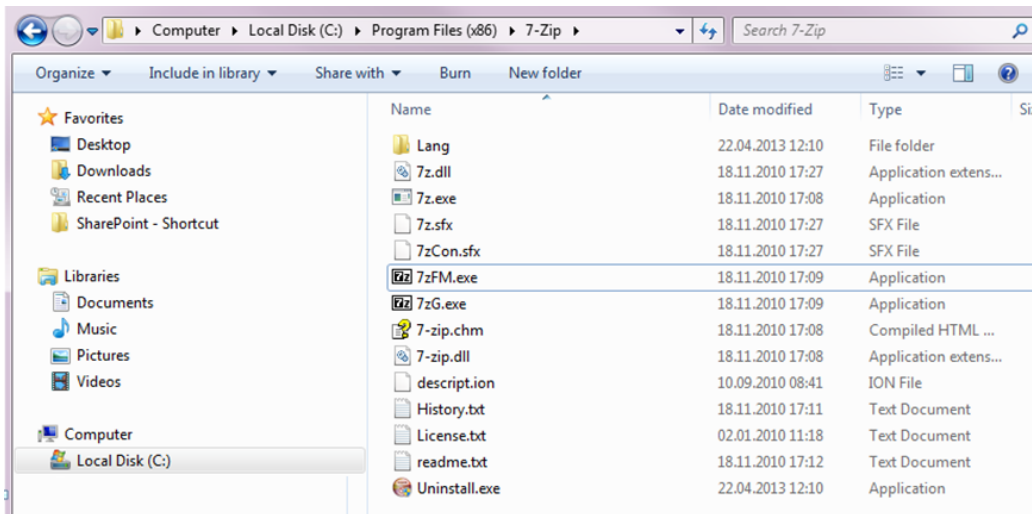 Computer Local Disk (C:) Program Files (x86) 7-Zip Search 7-Zip
Organize Include in library Share with Burn New folder
Favorites
Desktop
Downloads
Recent Places
SharePoint - Shortcut
Libraries
Documents
Music
Pictures
Videos
Computer
Local Disk (C:)
Name Date modified Type Si
Lang 22.04.2013 12:10 File folder
7z.dll 18.11.2010 17:27 Application extens...
7z.exe 18.11.2010 17:08 Application
7z.sfx 18.11.2010 17:27 SFX File
7zCon.sfx 18.11.2010 17:27 SFX File
7zFM.exe 18.11.2010 17:09 Application
7zG.exe 18.11.2010 17:09 Application
7-zip.chm 18.11.2010 17:08 Compiled HTML ...
7-zip.dll 18.11.2010 17:08 Application extens...
descript.ion 10.09.2010 08:41 ION File
History.txt 18.11.2010 17:11 Text Document
License.txt 02.01.2010 11:18 Text Document
readme.txt 18.11.2010 17:12 Text Document
Uninstall.exe 22.04.2013 12:10 Application